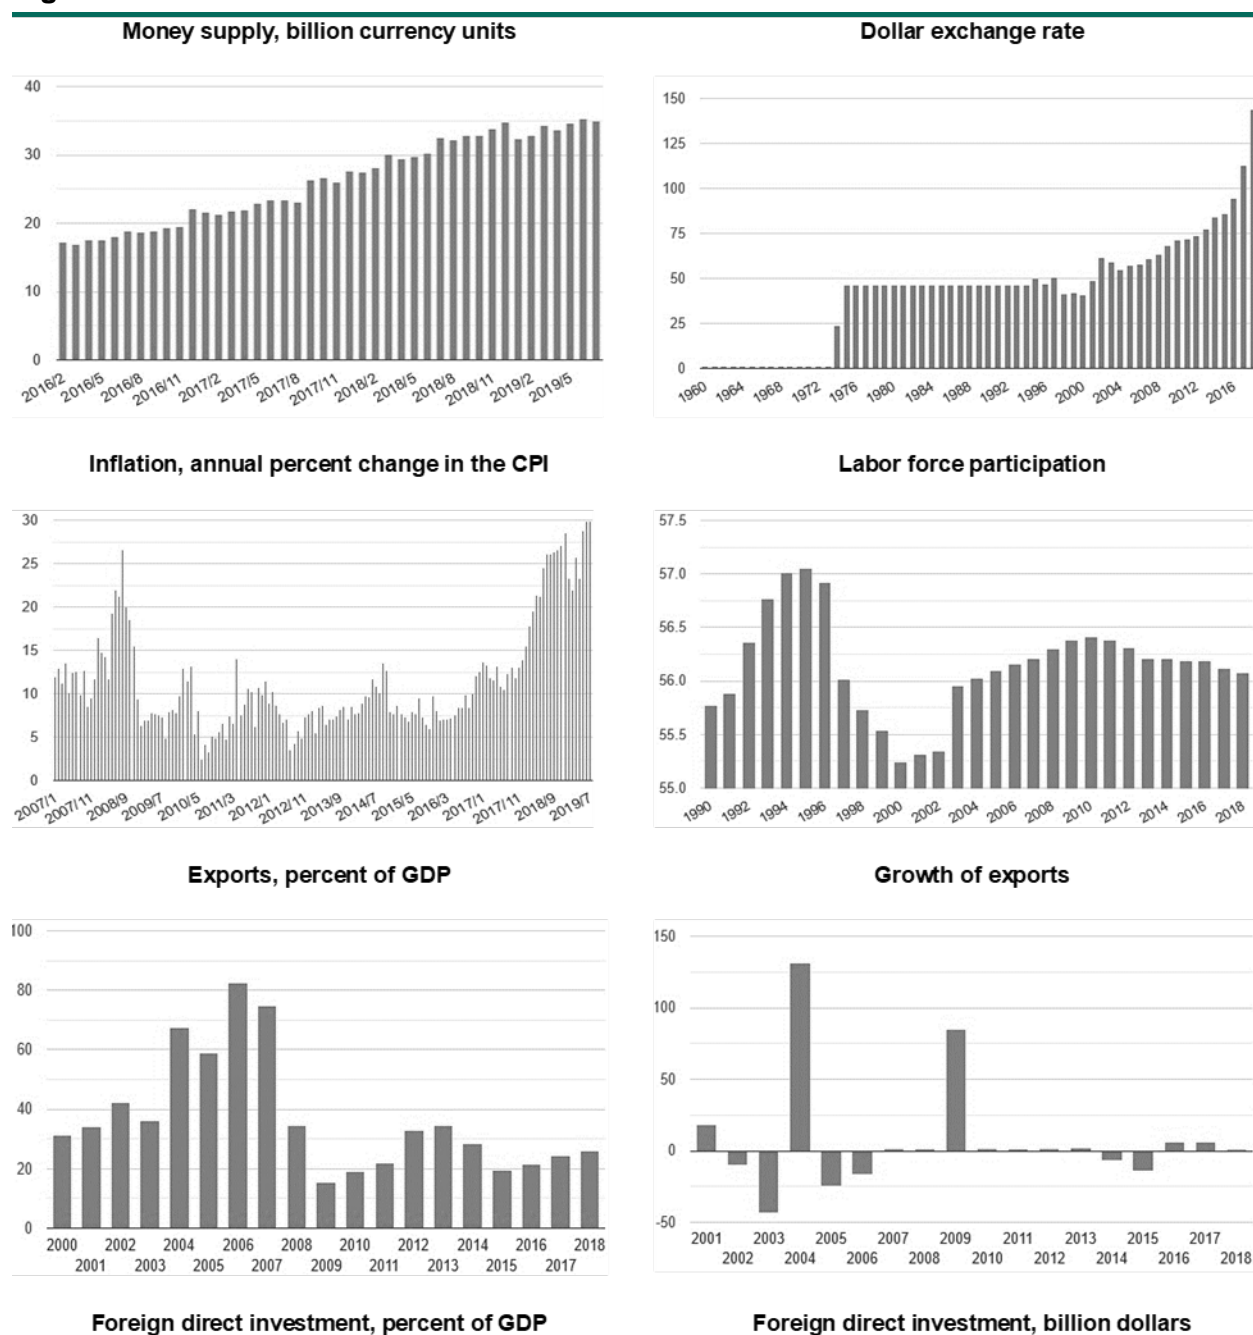 Money supply, billion currency units
Dollar exchange rate
40
30
20
10
0
2016/2 2016/5 2016/8 2016/11 2017/2 2017/5 2017/8 2017/11 2018/2 2018/5 2018/8 2018/11 2019/2 2019/5
150
125
100
75
50
25
0
1960 1964 1968 1972 1976 1980 1984 1988 1992 1996 2000 2004 2008 2012 2016
Inflation, annual percent change in the CPI
Labor force participation
30
25
20
15
10
5
0
2007/1 2007/11 2008/9 2009/7 2010/5 2011/3 2012/1 2012/11 2013/9 2014/7 2015/5 2016/3 2017/1 2017/11 2018/9 2019/7
57.5
57.0
56.5
56.0
55.5
55.0
1990 1992 1994 1996 1998 2000 2002 2004 2006 2008 2010 2012 2014 2016 2018
Exports, percent of GDP
Growth of exports
100
80
60
40
20
0
2000 2002 2004 2006 2008 2010 2012 2014 2016 2018
2001 2003 2005 2007 2009 2011 2013 2015 2017
150
100
50
0
-50
2001 2003 2005 2007 2009 2011 2013 2015 2017
2002 2004 2006 2008 2010 2012 2014 2016 2018
Foreign direct investment, percent of GDP
Foreign direct investment, billion dollars